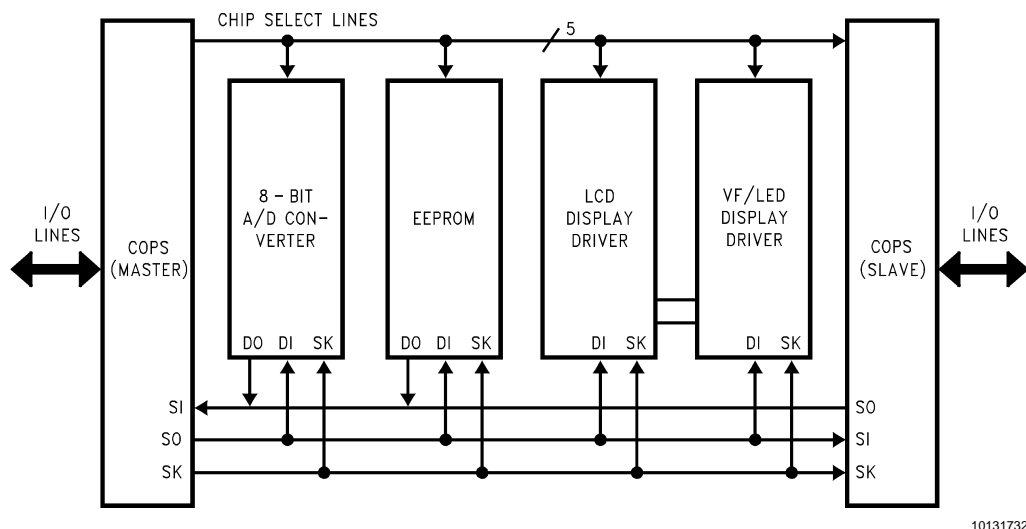 CHIP SELECT LINES
5
8 – BIT
A/D CON-
VERTER
EEPROM
LCD
DISPLAY
DRIVER
VF/LED
DISPLAY
DRIVER
I/O
LINES
COPS
(MASTER)
COPS
(SLAVE)
I/O
LINES
DO DI SK
DO DI SK
DI SK
DI SK
SI
SO
SK
SO
SI
SK
10131732